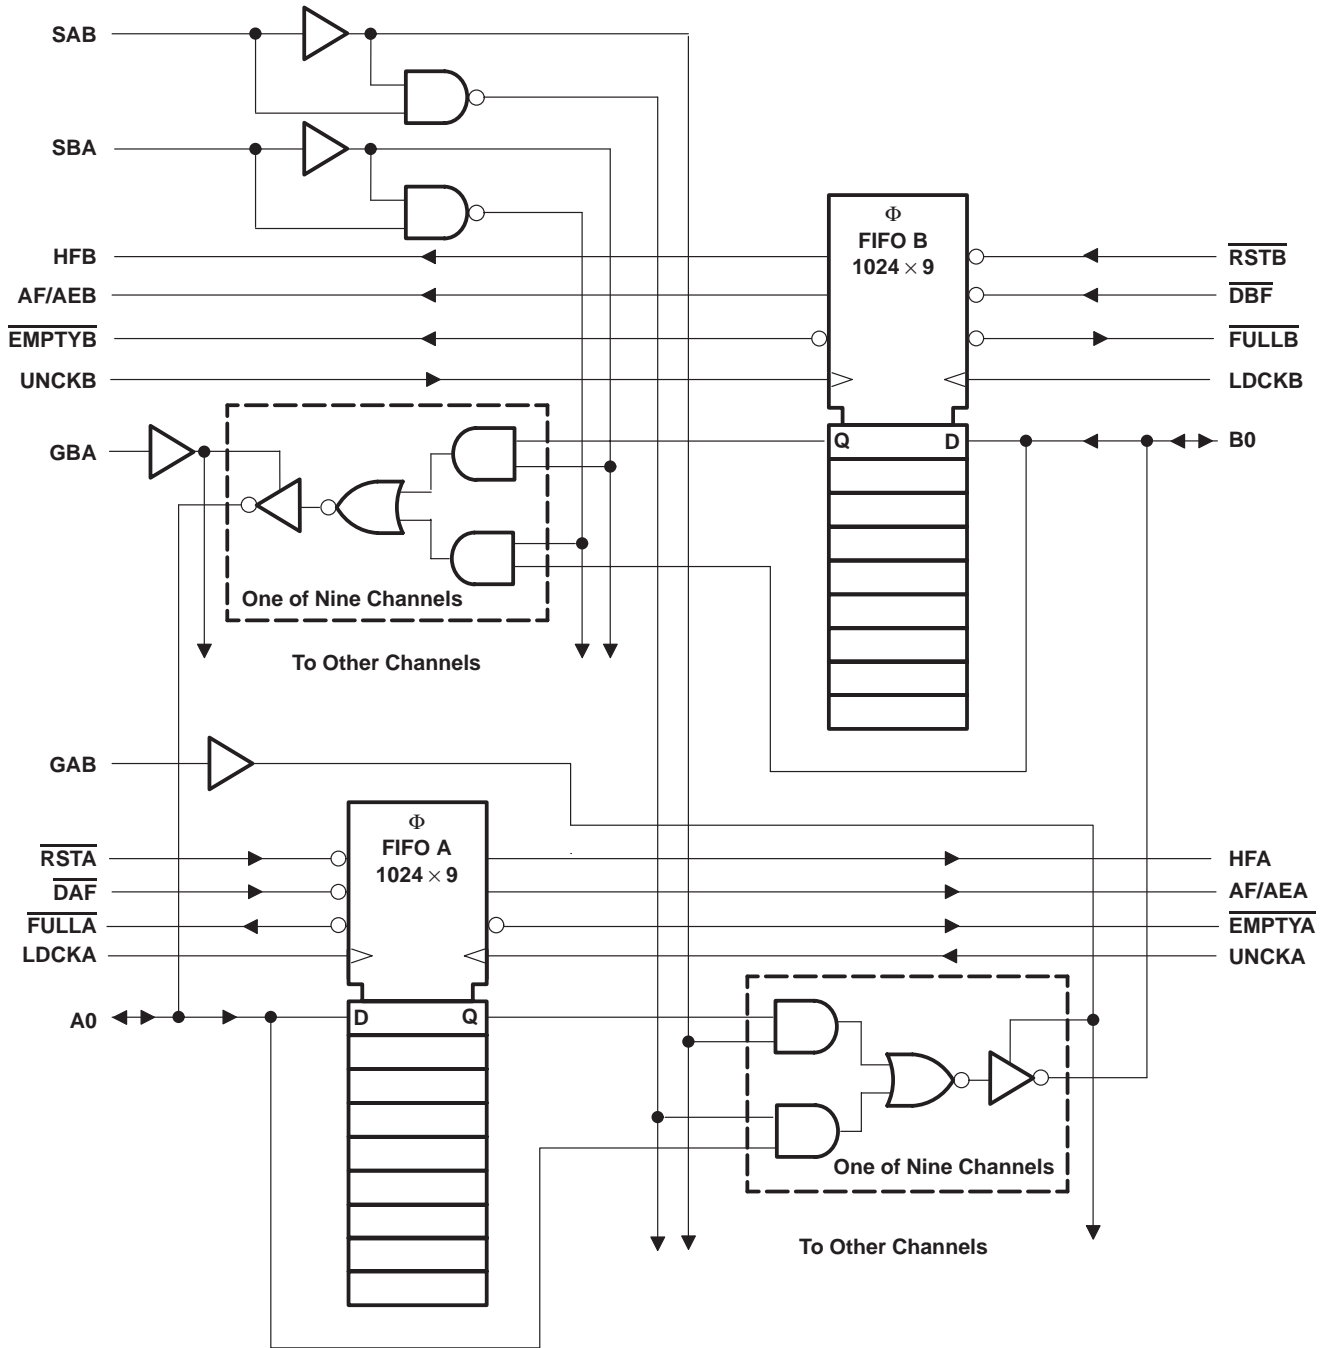 SAB
SBA
HFB
AF/AEB
EMPTYB
UNCKB
GBA
Φ
FIFO B
1024 × 9
RSTB
DBF
FULLB
LDCKB
Q D
B0
One of Nine Channels
To Other Channels
GAB
Φ
FIFO A
1024 × 9
RSTA
DAF
FULLA
LDCKA
A0
D Q
HFA
AF/AEA
EMPTYA
UNCKA
One of Nine Channels
To Other Channels